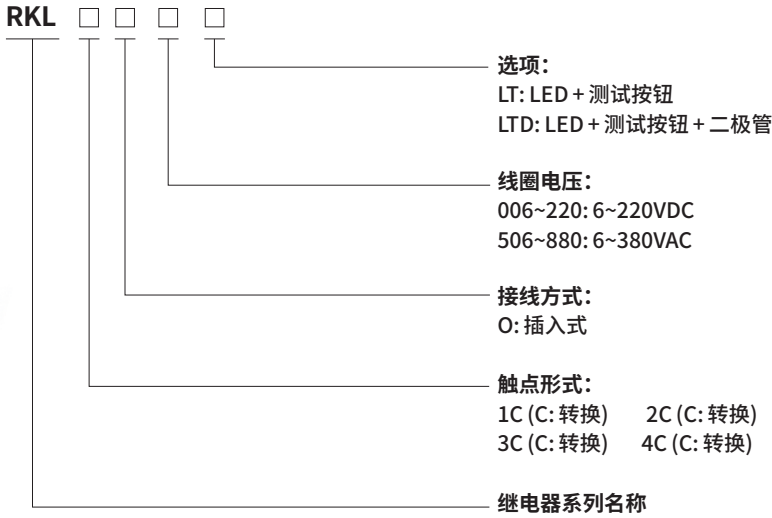 RKL □ □ □ □
选项：
LT: LED + 测试按钮
LTD: LED + 测试按钮 + 二极管
线圈电压：
006~220: 6~220VDC
506~880: 6~380VAC
接线方式：
O: 插入式
触点形式：
1C (C: 转换) 2C (C: 转换)
3C (C: 转换) 4C (C: 转换)
继电器系列名称